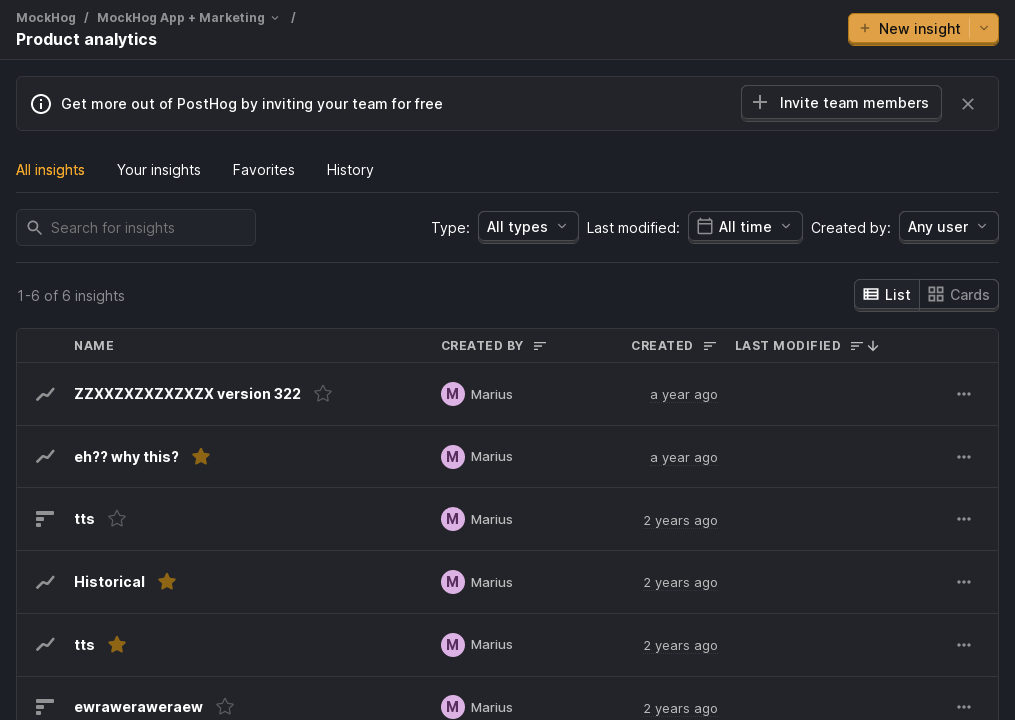 MockHog / MockHog App + Marketing /
Product analytics
New insight
Get more out of PostHog by inviting your team for free
Invite team members
All insights Your insights Favorites History
Search for insights
Type: All types Last modified: All time Created by: Any user
1-6 of 6 insights
List Cards
NAME CREATED BY CREATED LAST MODIFIED
ZZXXZXZXZXZXZX version 322 M Marius a year ago
eh?? why this? M Marius a year ago
tts M Marius 2 years ago
Historical M Marius 2 years ago
tts M Marius 2 years ago
ewraweraweraew M Marius 2 years ago